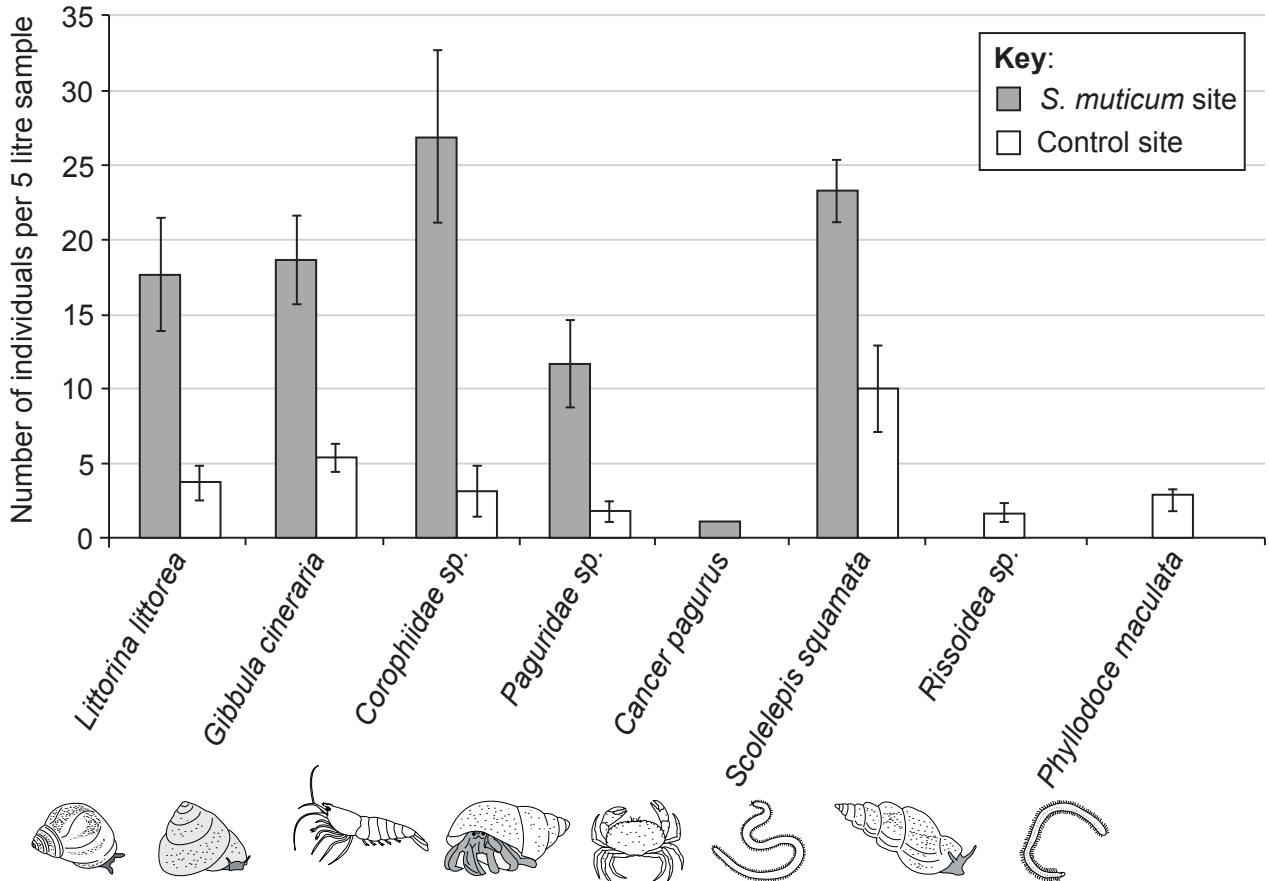 Number of individuals per 5 litre sample
35
30
25
20
15
10
5
0
Key:
S. muticum site
Control site
Littorina littorea
Gibbula cineraria
Corophiidae sp.
Paguridae sp.
Cancer pagurus
Scolelepis squamata
Rissoidea sp.
Phyllodoce maculata